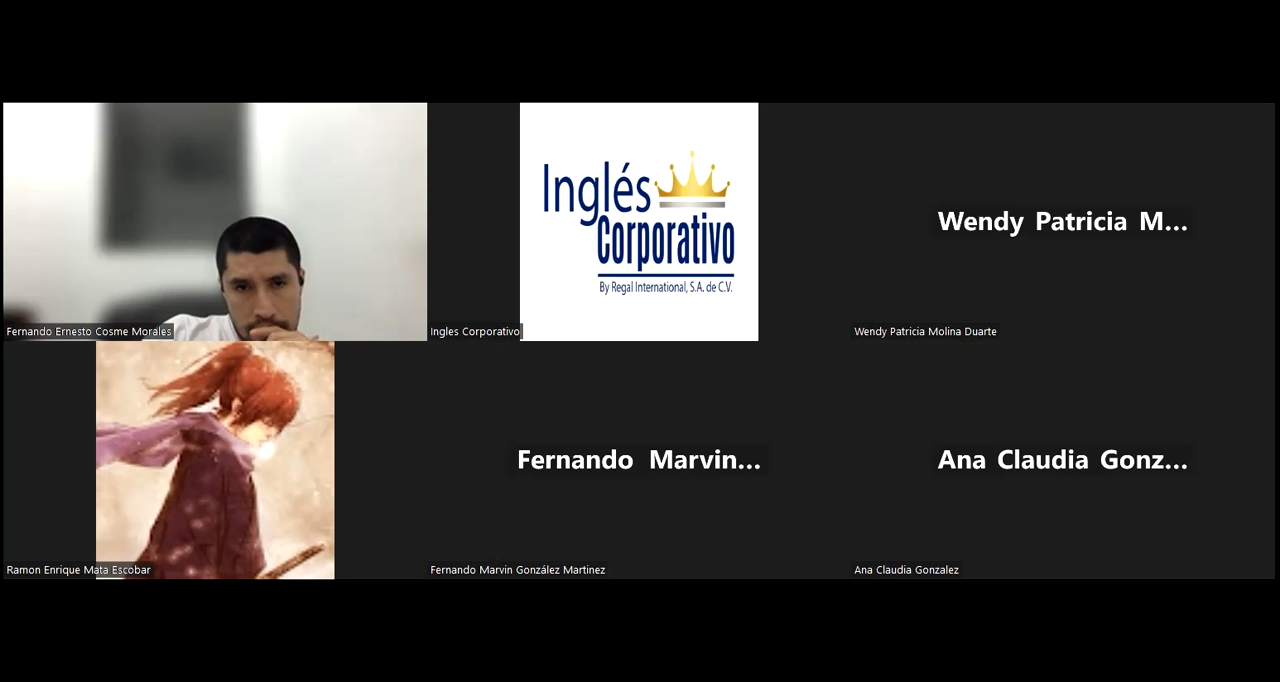 Inglés
Corporativo
By Regal International, S.A. de C.V.
Wendy Patricia M...
Fernando Ernesto Cosme Morales
Ingles Corporativo
Wendy Patricia Molina Duarte
Fernando Marvin...
Ana Claudia Gonz...
Ramon Enrique Mata Escobar
Fernando Marvin González Martinez
Ana Claudia Gonzalez